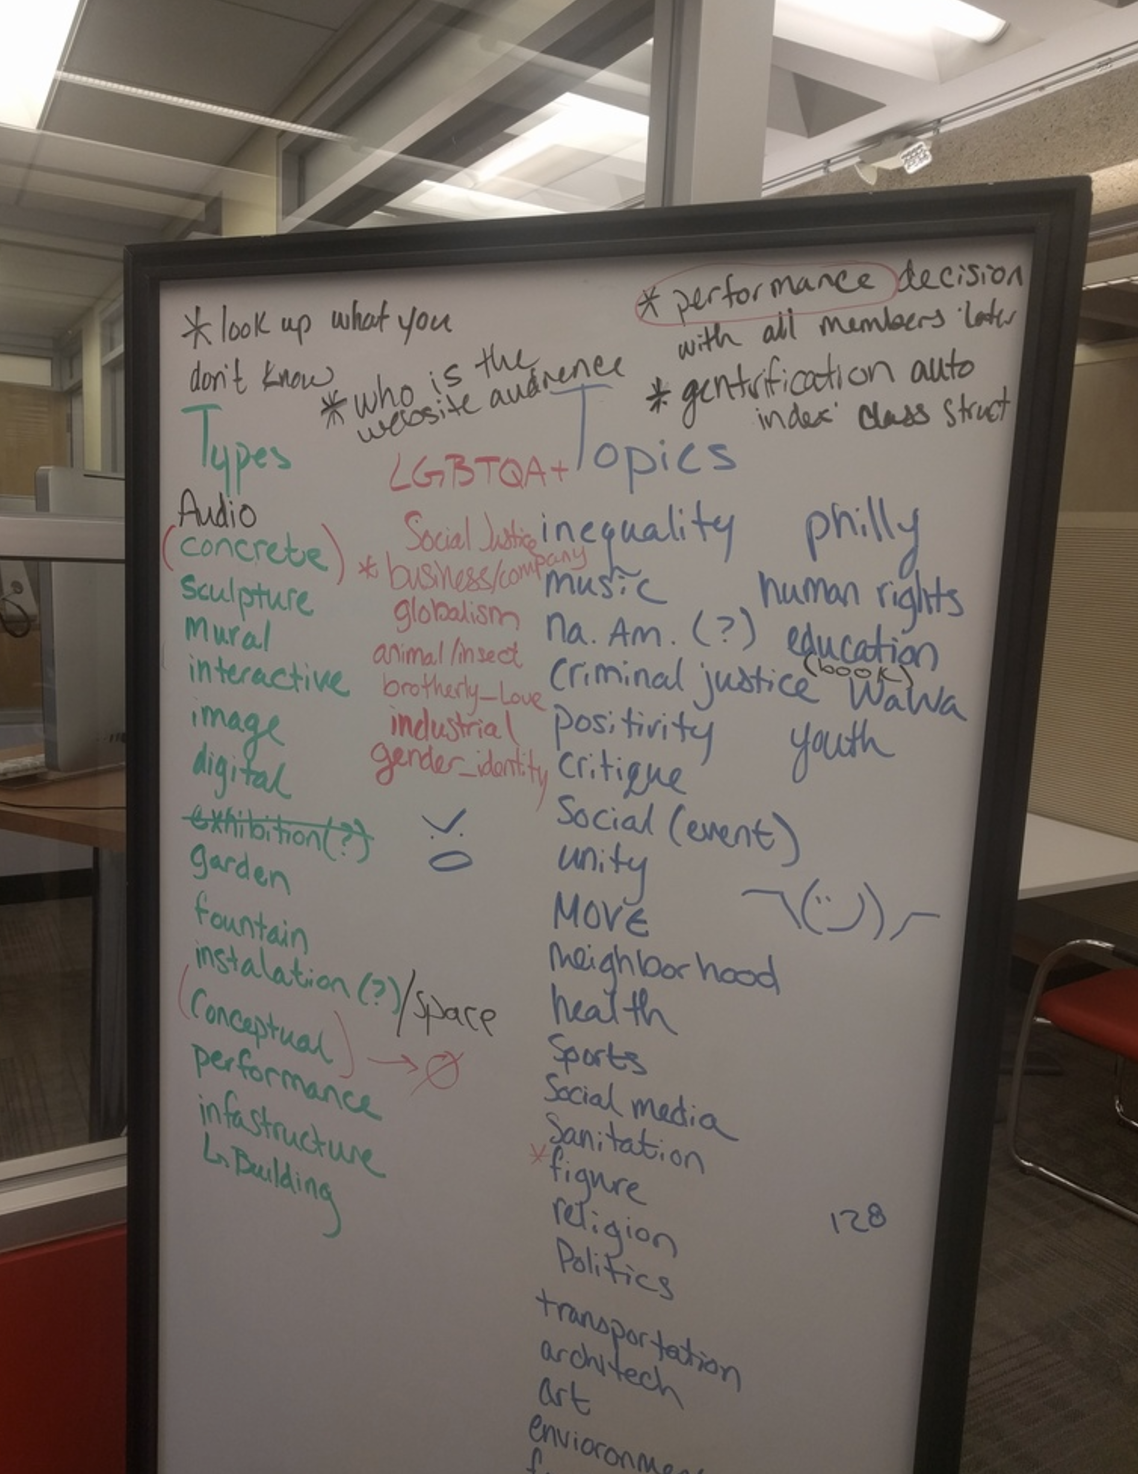 * look up what you
don't know
* who is the
website audience
* performance decision
with all members later
* gentrification auto
index class struct
Types
Audio
(concrete)
sculpture
mural
interactive
image
digital
exhibition(?)
garden
fountain
instalation (?)/space
(Conceptual) → Ø
performance
infastructure
Building
LGBTQA+
Social Justice
* business/company
globalism
animal/insect
brotherly_Love
industrial
gender_identity
Topics
inequality
music
Na. Am. (?)
Criminal justice
positivity
critique
Social (event)
unity
MOVE
neighborhood
health
Sports
Social media
Sanitation
* figure
religion
Politics
transportation
architech
art
envioronme
philly
human rights
education
(book)
WaWa
youth
128